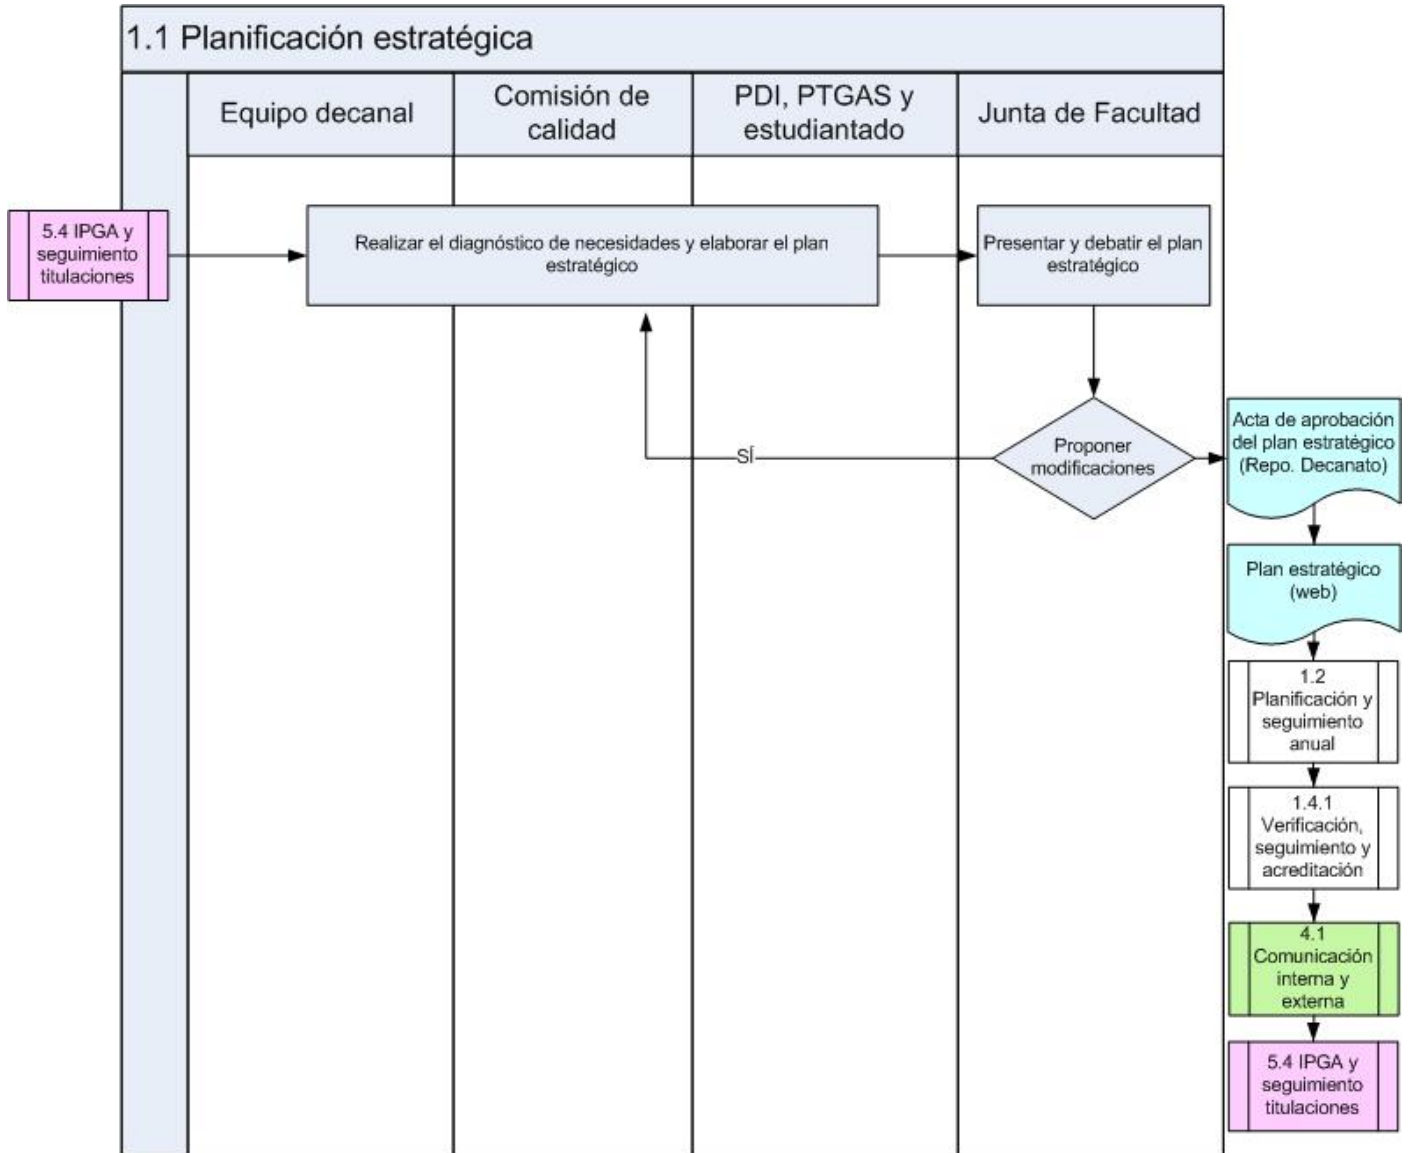 1.1 Planificación estratégica
Equipo decanal
Comisión de
calidad
PDI, PTGAS y
estudiantado
Junta de Facultad
5.4 IPGA y
seguimiento
titulaciones
Realizar el diagnóstico de necesidades y elaborar el plan
estratégico
Presentar y debatir el plan
estratégico
Proponer
modificaciones
SÍ
Acta de aprobación
del plan estratégico
(Repo. Decanato)
Plan estratégico
(web)
1.2
Planificación y
seguimiento
anual
1.4.1
Verificación,
seguimiento y
acreditación
4.1
Comunicación
interna y
externa
5.4 IPGA y
seguimiento
titulaciones